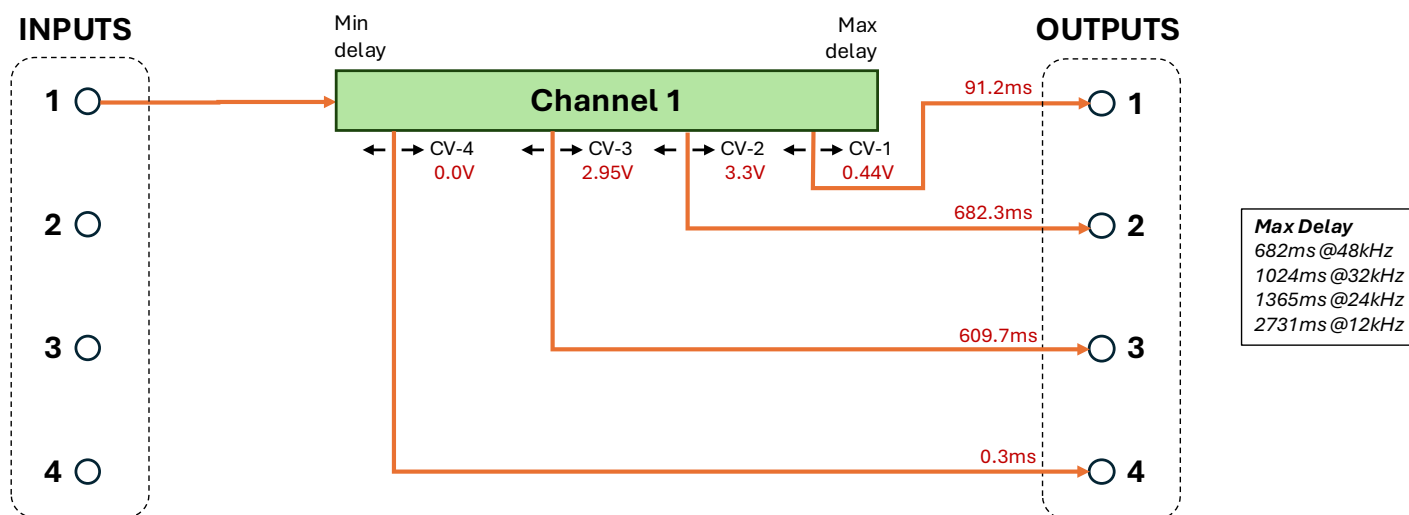 INPUTS
Min
delay
Max
delay
OUTPUTS
1
Channel 1
91.2ms
1
CV-4
CV-3
CV-2
CV-1
0.0V
2.95V
3.3V
0.44V
2
682.3ms
2
Max Delay
682ms@48kHz
1024ms@32kHz
1365ms@24kHz
2731ms@12kHz
3
609.7ms
3
4
0.3ms
4